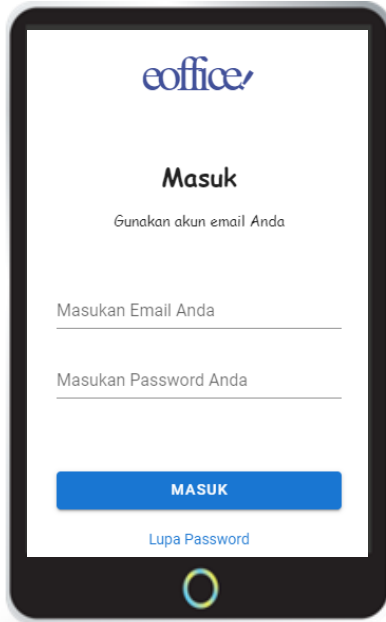 eoffice!
Masuk
Gunakan akun email Anda
Masukan Email Anda
Masukan Password Anda
MASUK
Lupa Password